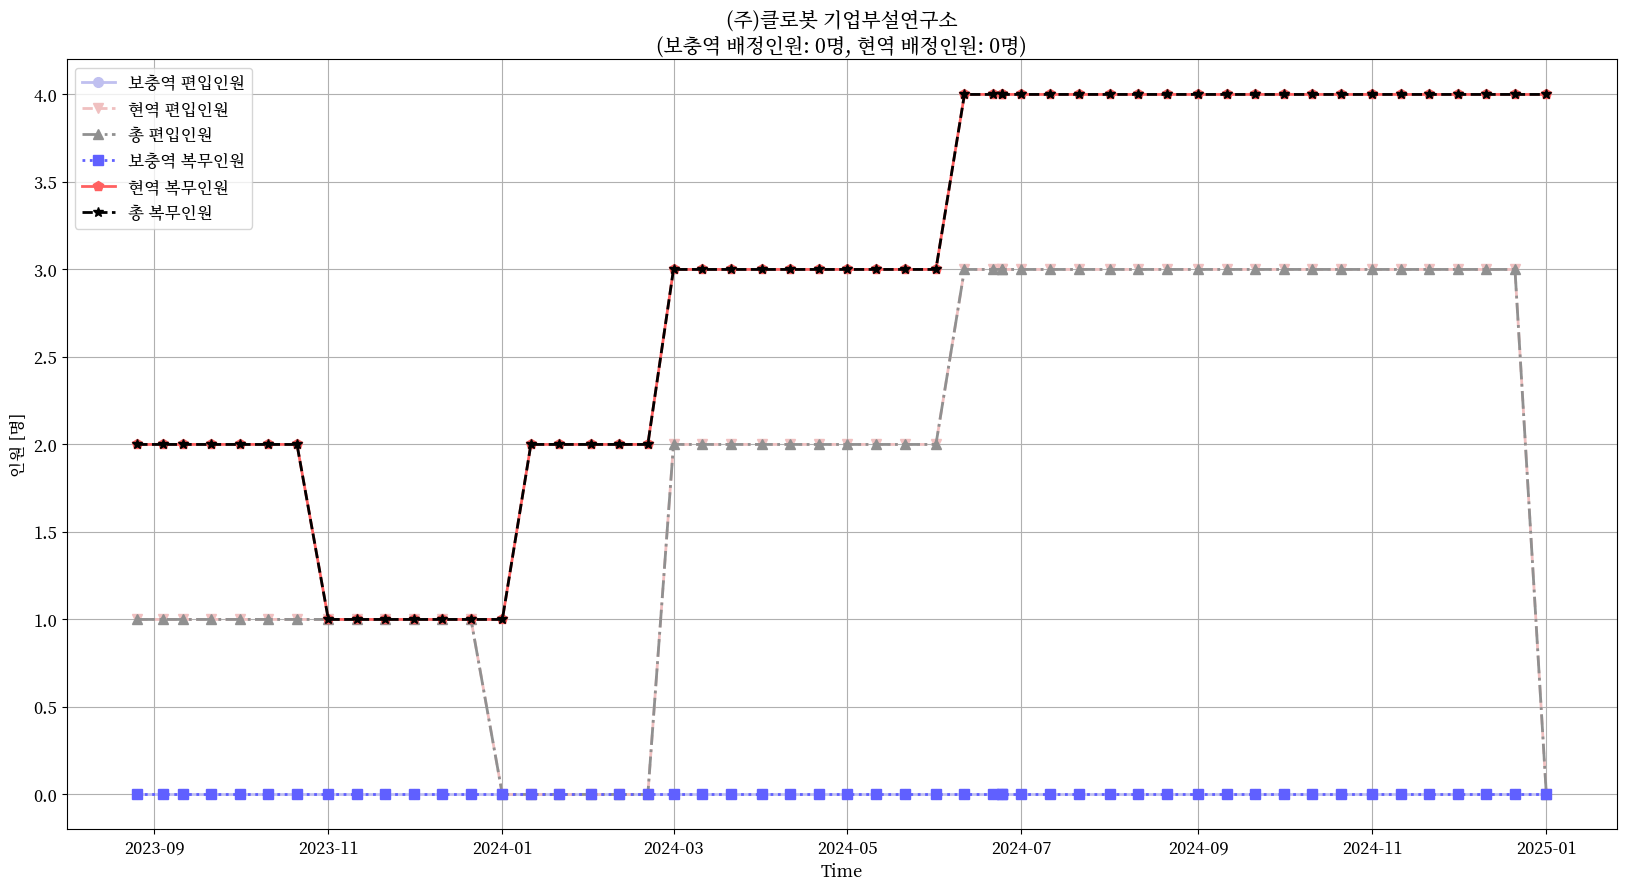 (주)클로봇 기업부설연구소
(보충역 배정인원: 0명, 현역 배정인원: 0명)
보충역 편입인원
현역 편입인원
총 편입인원
보충역 복무인원
현역 복무인원
총 복무인원
4.0
3.5
3.0
2.5
2.0
1.5
1.0
0.5
0.0
인원 [명]
2023-09 2023-11 2024-01 2024-03 2024-05 2024-07 2024-09 2024-11 2025-01
Time